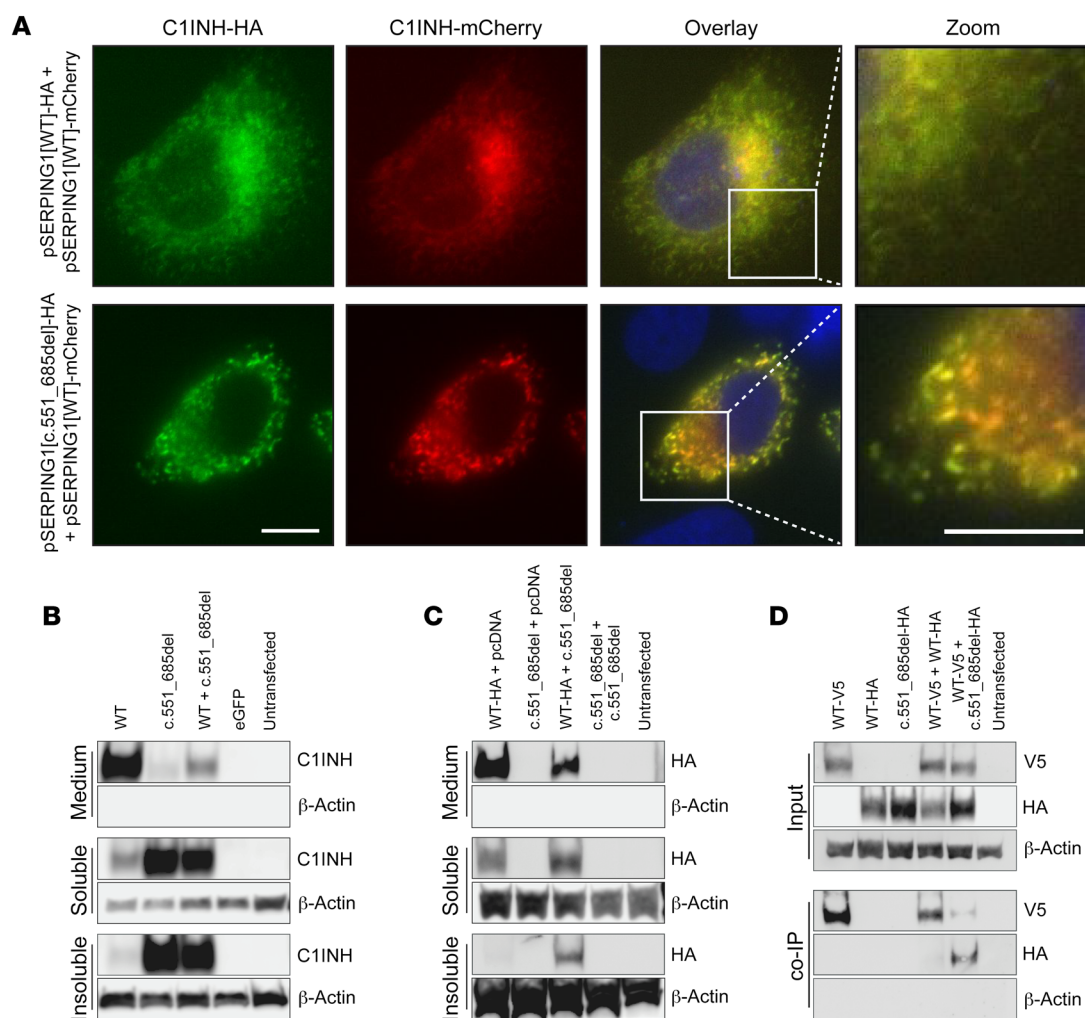 A
C1INH-HA
C1INH-mCherry
Overlay
Zoom
pSERPING1[WT]-HA +
pSERPING1[WT]-mCherry
pSERPING1[c.551_685del]-HA
+ pSERPING1[WT]-mCherry
B
WT
c.551_685del
WT + c.551_685del
eGFP
Untransfected
Medium
C1INH
β-Actin
Soluble
C1INH
β-Actin
Insoluble
C1INH
β-Actin
C
WT-HA + pcDNA
c.551_685del + pcDNA
WT-HA + c.551_685del
c.551_685del +
c.551_685del
Untransfected
Medium
HA
β-Actin
Soluble
HA
β-Actin
Insoluble
HA
β-Actin
D
WT-V5
WT-HA
c.551_685del-HA
WT-V5 + WT-HA
WT-V5 +
c.551_685del-HA
Untransfected
Input
V5
HA
β-Actin
co-IP
V5
HA
β-Actin